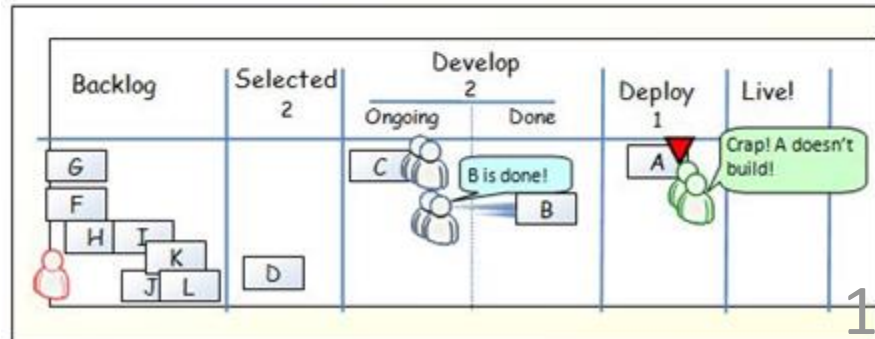 Backlog
Selected
2
Develop
2
Ongoing
Done
Deploy
1
Live!
G
F
H
I
K
J
L
D
C
B is done!
B
A
Crap! A doesn't
build!
1